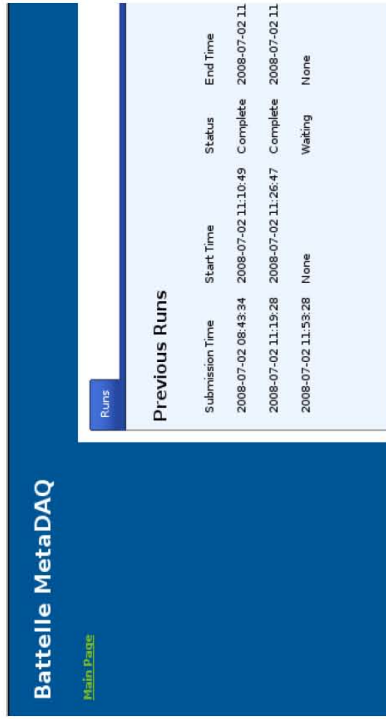 Battelle MetaDAQ
Main Page
Runs
Previous Runs
Submission Time Start Time Status End Time
2008-07-02 08:43:34 2008-07-02 11:10:49 Complete 2008-07-02 11
2008-07-02 11:19:28 2008-07-02 11:26:47 Complete 2008-07-02 11
2008-07-02 11:53:28 None Waiting None